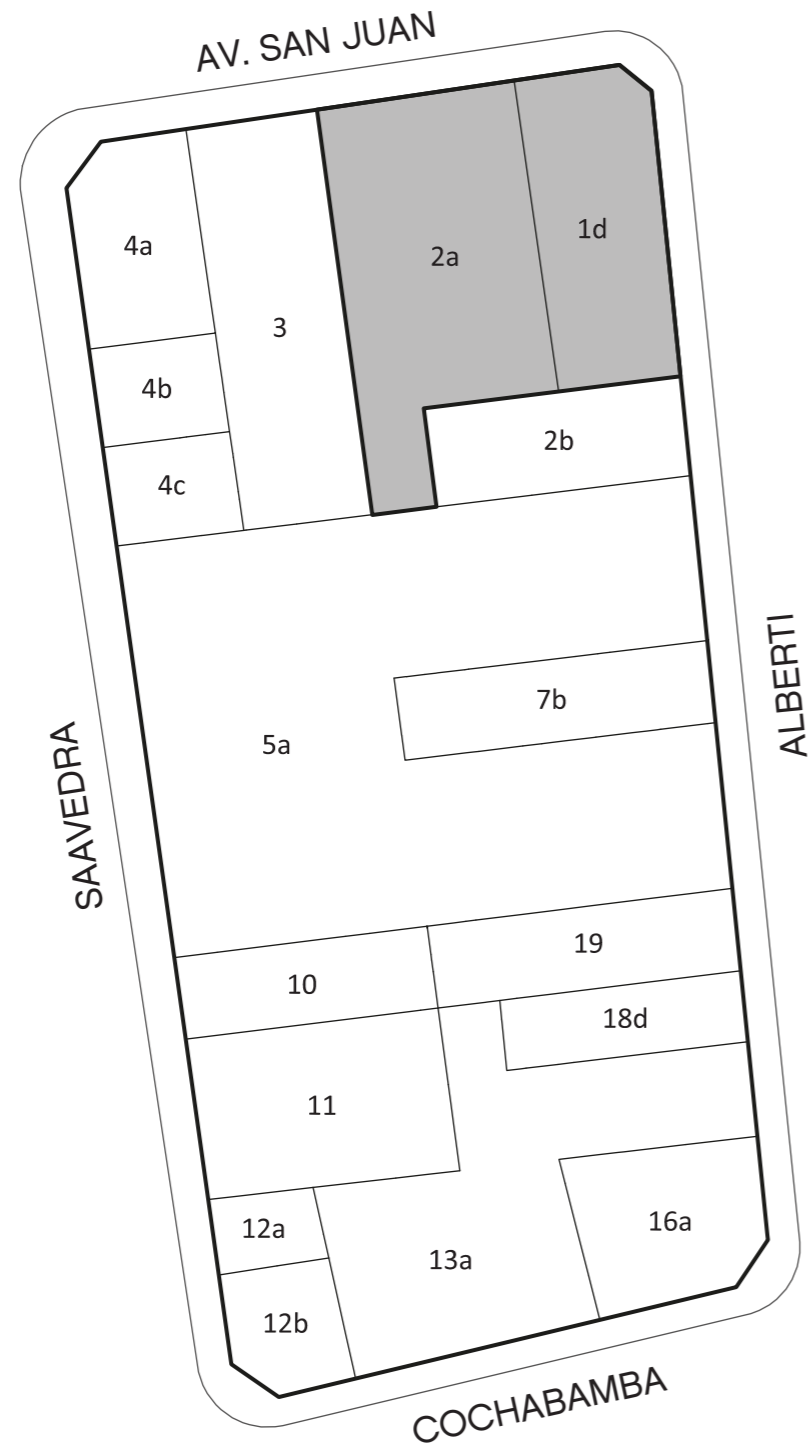 AV. SAN JUAN
4a
3
2a
1d
4b
2b
4c
5a
7b
SAAVEDRA
ALBERTI
10
19
18d
11
12a
13a
16a
12b
COCHABAMBA